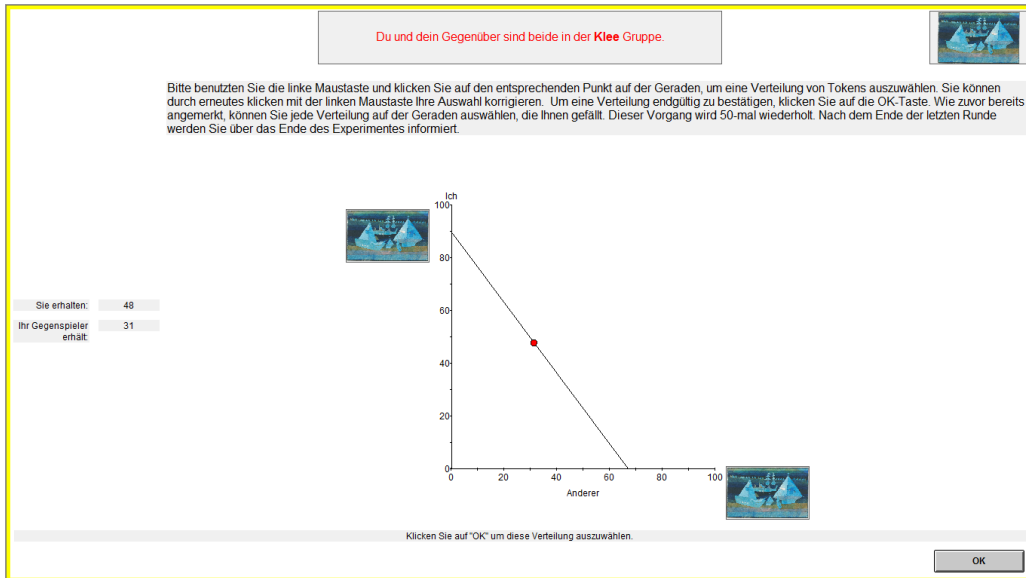 Du und dein Gegenüber sind beide in der Klee Gruppe.
Bitte benutzten Sie die linke Maustaste und klicken Sie auf den entsprechenden Punkt auf der Geraden, um eine Verteilung von Tokens auszuwählen. Sie können
durch erneutes klicken mit der linken Maustaste Ihre Auswahl korrigieren. Um eine Verteilung endgültig zu bestätigen, klicken Sie auf die OK-Taste. Wie zuvor bereits
angemerkt, können Sie jede Verteilung auf der Geraden auswählen, die Ihnen gefällt. Dieser Vorgang wird 50-mal wiederholt. Nach dem Ende der letzten Runde
werden Sie über das Ende des Experimentes informiert.
Ich
100
80
60
40
20
0
0 20 40 60 80 100
Anderer
Sie erhalten: 48
Ihr Gegenspieler 31
erhält:
Klicken Sie auf "OK" um diese Verteilung auszuwählen.
OK